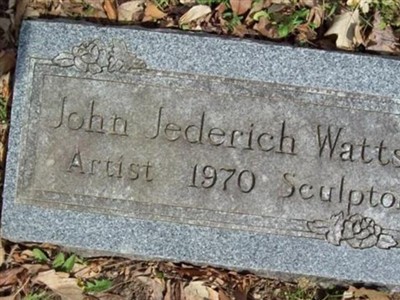 John Jederich Watts
Artist 1970 Sculptor